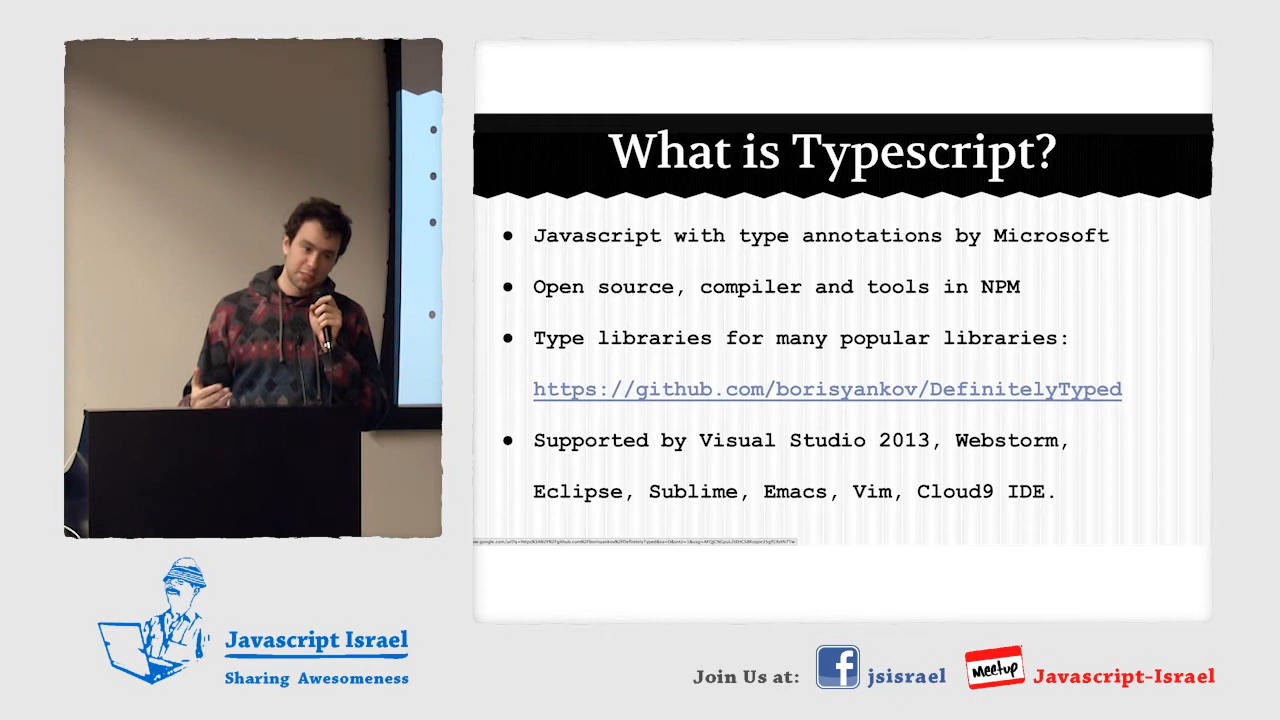 What is Typescript?
● Javascript with type annotations by Microsoft
● Open source, compiler and tools in NPM
● Type libraries for many popular libraries:
https://github.com/borisyankov/DefinitelyTyped
● Supported by Visual Studio 2013, Webstorm,
Eclipse, Sublime, Emacs, Vim, Cloud9 IDE.
Javascript Israel
Sharing Awesomeness
Join Us at: f jsisrael Meetup Javascript-Israel